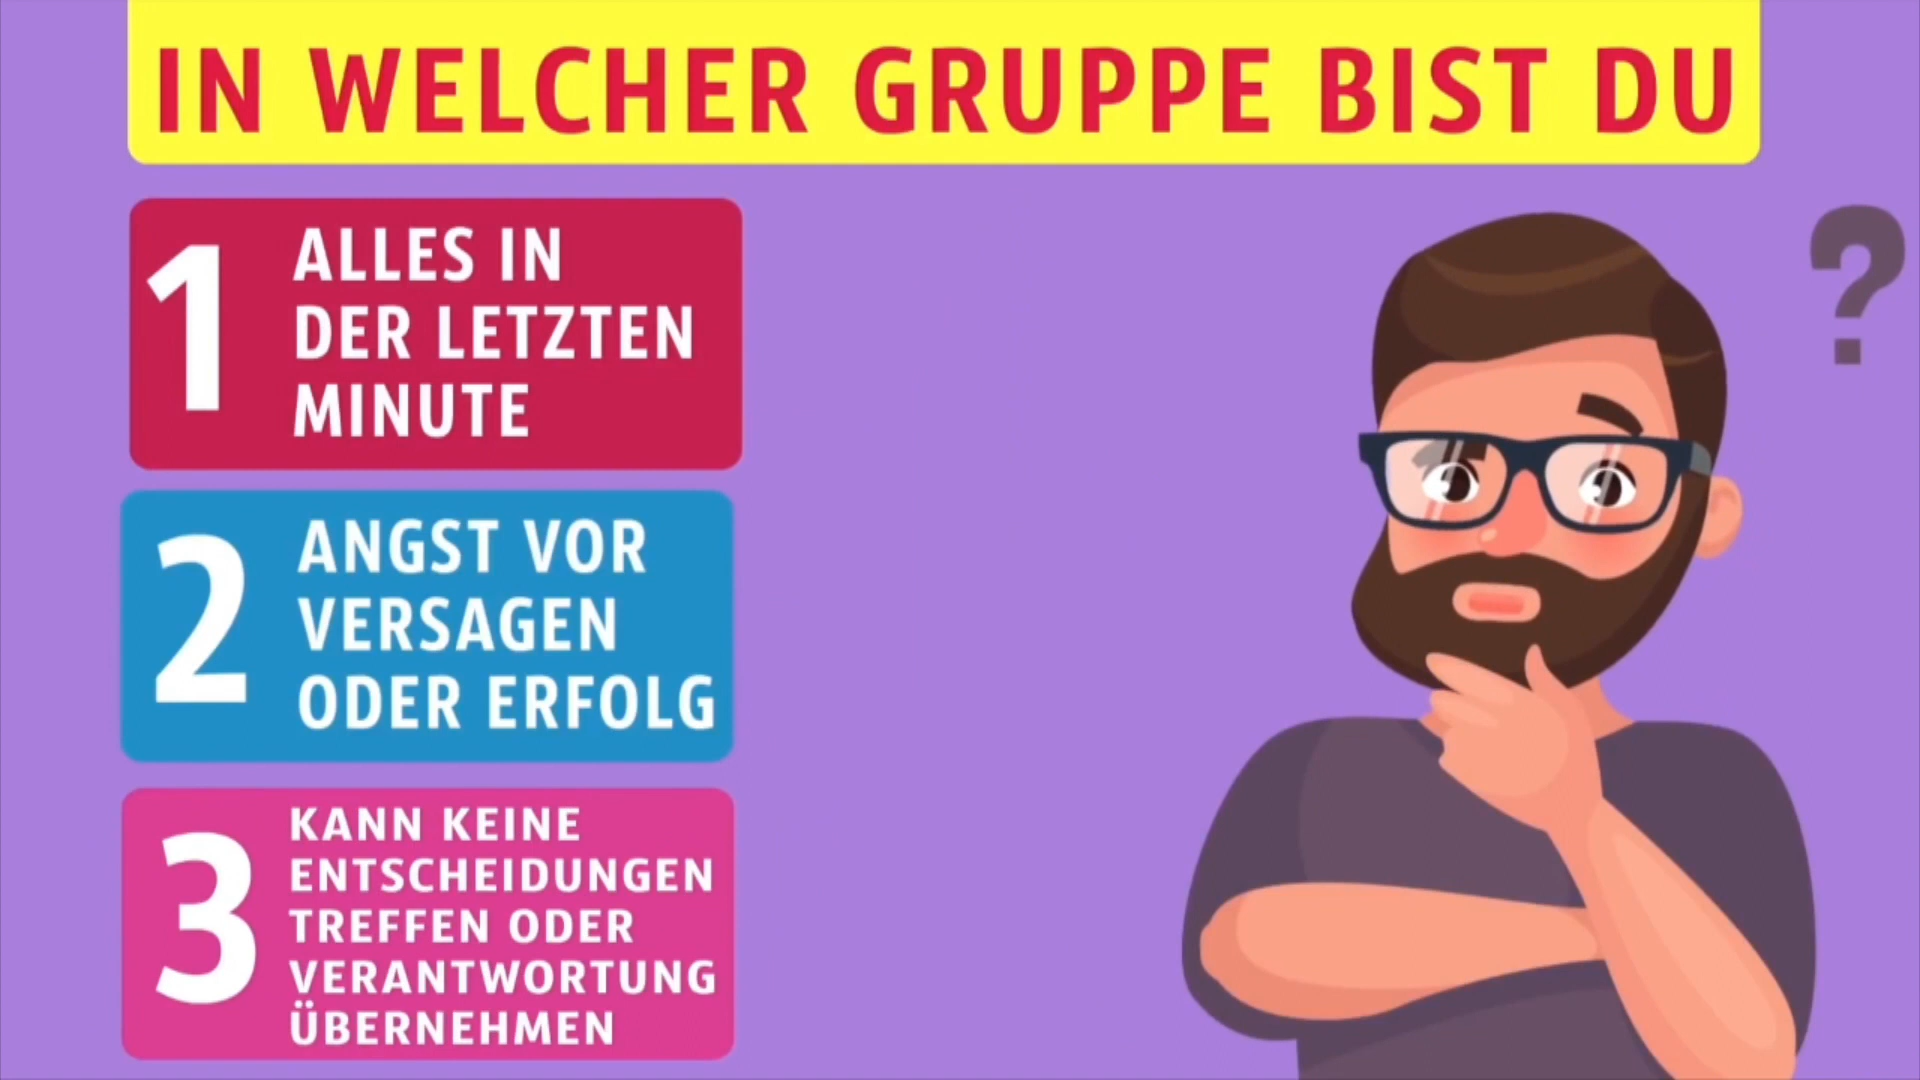 IN WELCHER GRUPPE BIST DU
1
ALLES IN
DER LETZTEN
MINUTE
2
ANGST VOR
VERSAGEN
ODER ERFOLG
3
KANN KEINE
ENTSCHEIDUNGEN
TREFFEN ODER
VERANTWORTUNG
ÜBERNEHMEN
?